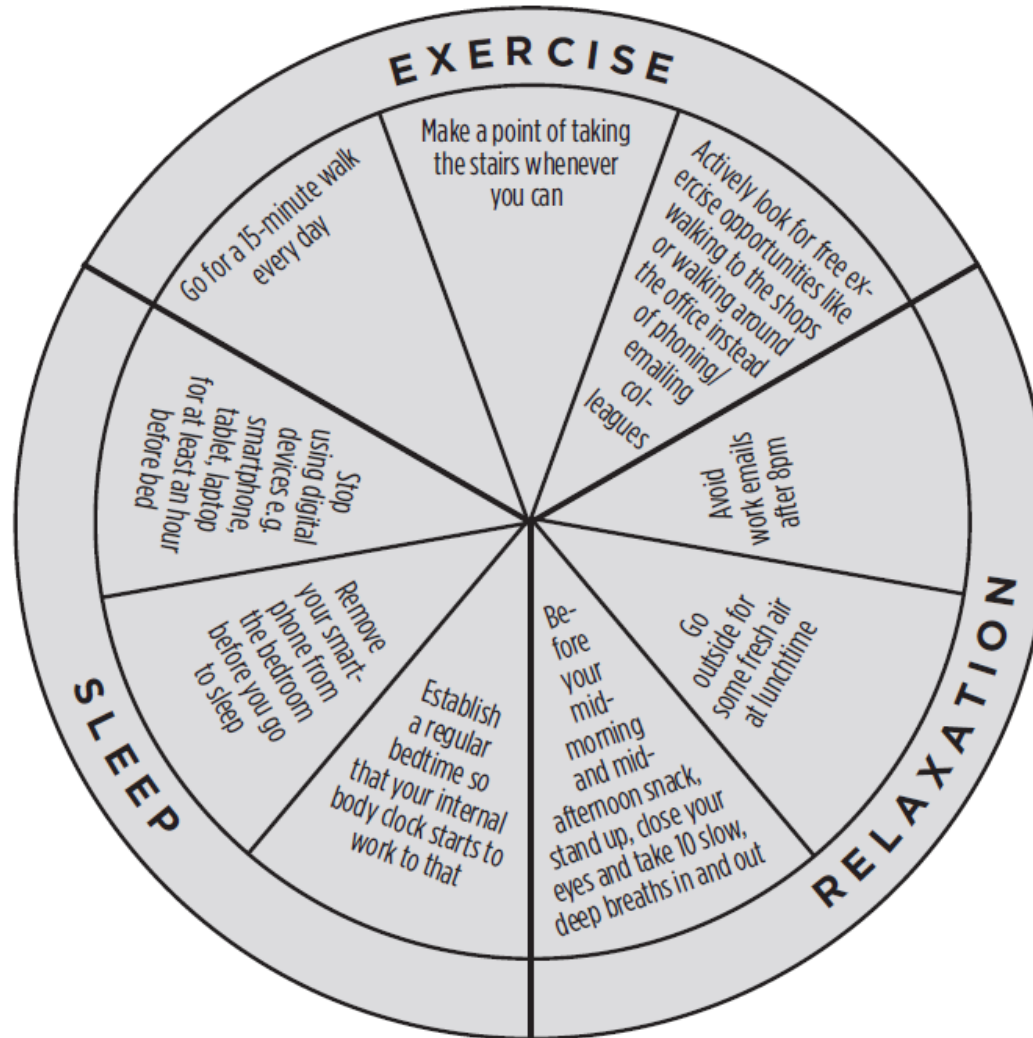 EXERCISE
Go for a 15-minute walk
every day
Make a point of taking
the stairs whenever
you can
Actively look for free ex-
ercise opportunities like
walking to the shops
or walking around
the office instead
of phoning/
emailing
col-
leagues
RELAXATION
Avoid
work emails
after 8pm
Go
outside for
some fresh air
at lunchtime
Be-
fore
your
mid-
morning
and mid-
afternoon snack,
stand up, close your
eyes and take 10 slow,
deep breaths in and out
SLEEP
Establish
a regular
bedtime so
that your internal
body clock starts to
work to that
Remove
your smart-
phone from
the bedroom
before you go
to sleep
Stop
using digital
devices e.g.
smartphone,
tablet, laptop
for at least an hour
before bed